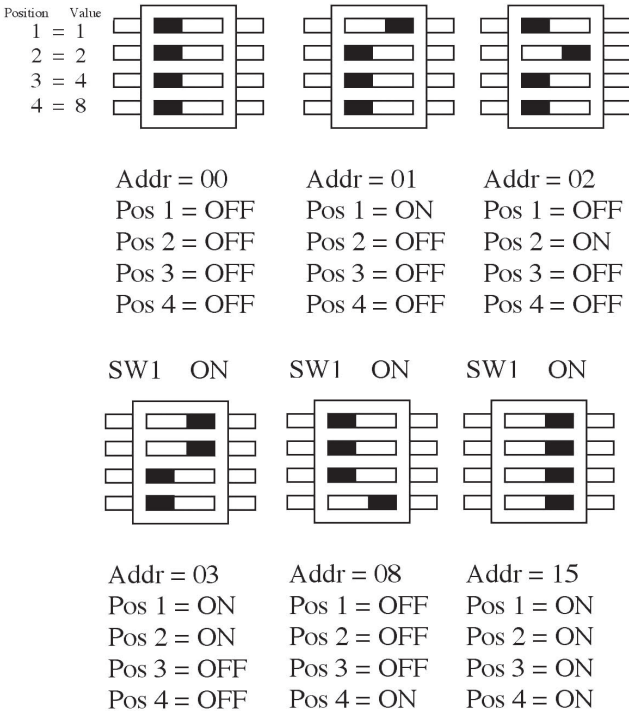 Position Value
1 = 1
2 = 2
3 = 4
4 = 8
Addr = 00
Pos 1 = OFF
Pos 2 = OFF
Pos 3 = OFF
Pos 4 = OFF
Addr = 01
Pos 1 = ON
Pos 2 = OFF
Pos 3 = OFF
Pos 4 = OFF
Addr = 02
Pos 1 = OFF
Pos 2 = ON
Pos 3 = OFF
Pos 4 = OFF
SW1 ON
Addr = 03
Pos 1 = ON
Pos 2 = ON
Pos 3 = OFF
Pos 4 = OFF
SW1 ON
Addr = 08
Pos 1 = OFF
Pos 2 = OFF
Pos 3 = OFF
Pos 4 = ON
SW1 ON
Addr = 15
Pos 1 = ON
Pos 2 = ON
Pos 3 = ON
Pos 4 = ON